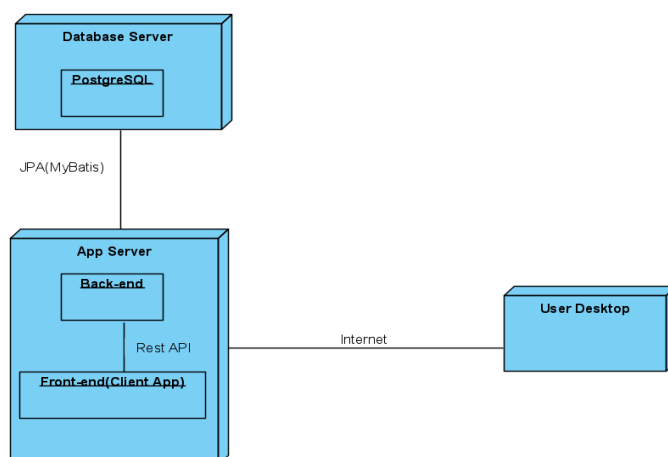 Database Server
PostgreSQL
JPA(MyBatis)
App Server
Back-end
Rest API
Front-end(Client App)
Internet
User Desktop